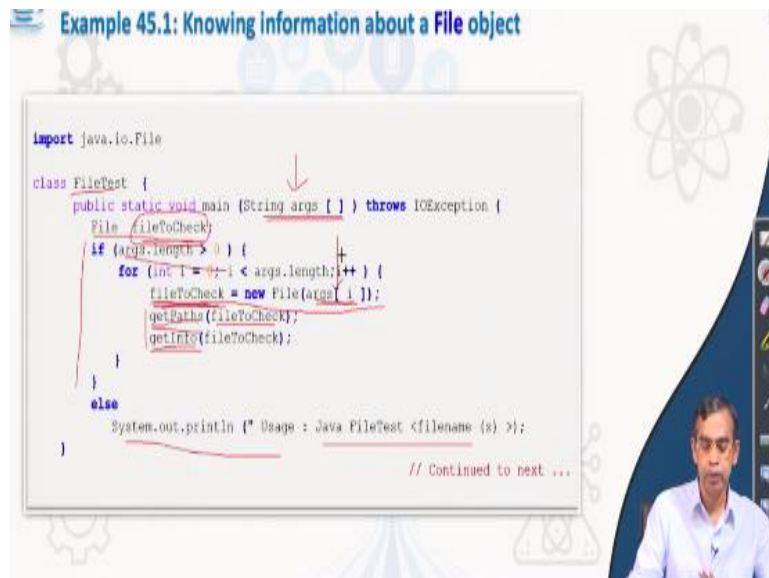 Example 45.1: Knowing information about a File object
import java.io.File
class FileTest {
public static void main (String args [ ] ) throws IOException {
File fileToCheck;
if (args.length > 0 ) {
for (int i = 0; i < args.length;i++ ) {
fileToCheck = new File(args[ i ]);
getPaths(fileToCheck);
getInfo(fileToCheck);
}
}
else
System.out.println (" Usage : Java FileTest <filename (s) >);
}
// Continued to next ...